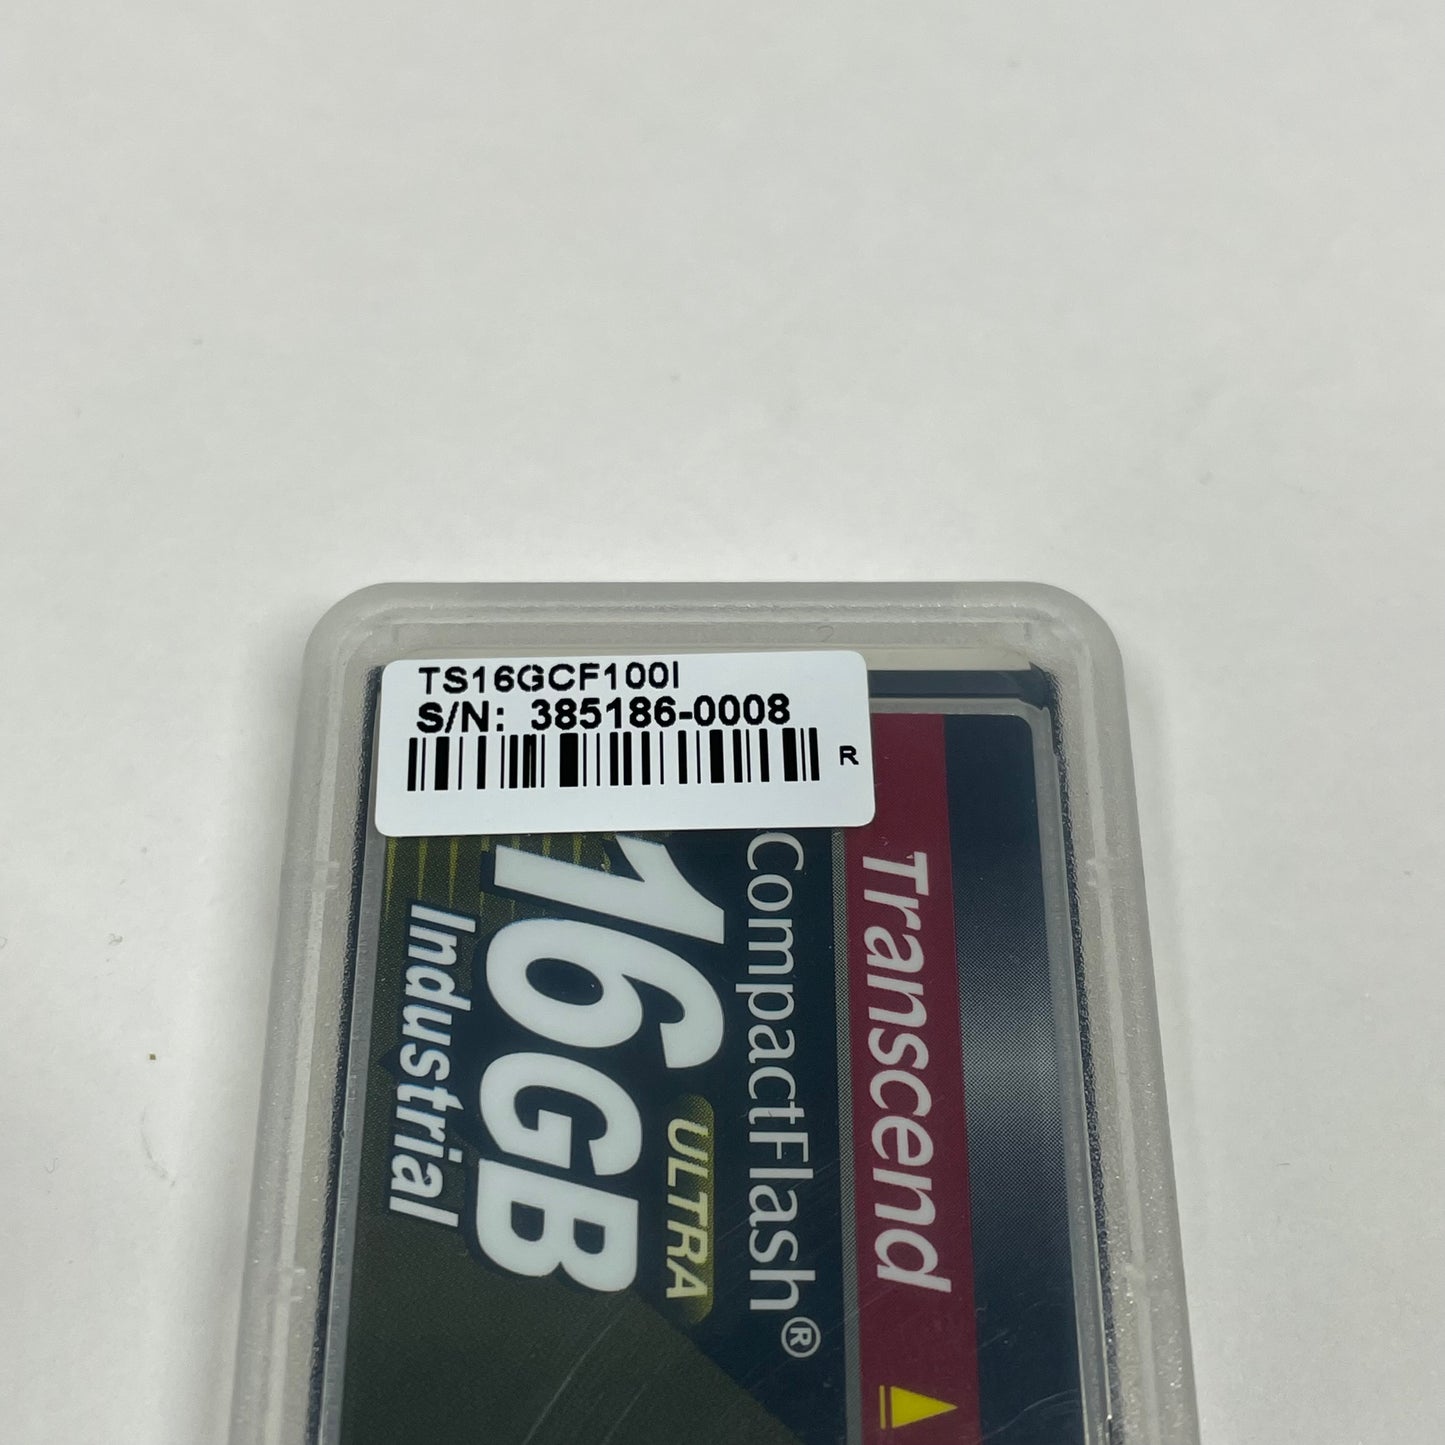 TS16GCF100I
S/N: 385186-0008
R
Transcend
CompactFlash®
ULTRA
16GB
Industrial